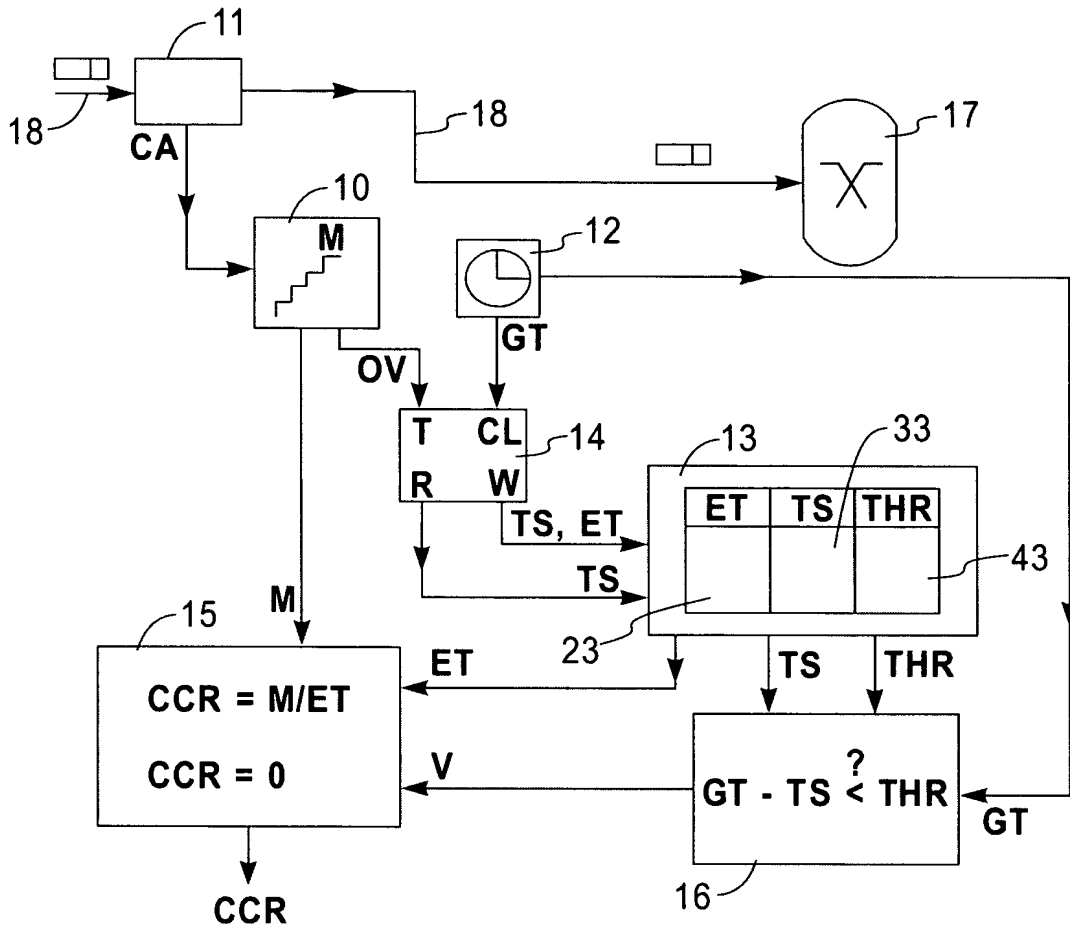 11
18
CA
18
17
10
M
12
GT
OV
T CL
R W
14
13
33
ET TS THR
TS, ET
TS
43
23
M
15
ET
TS
THR
CCR = M/ET
CCR = 0
V
?
GT - TS < THR
GT
16
CCR